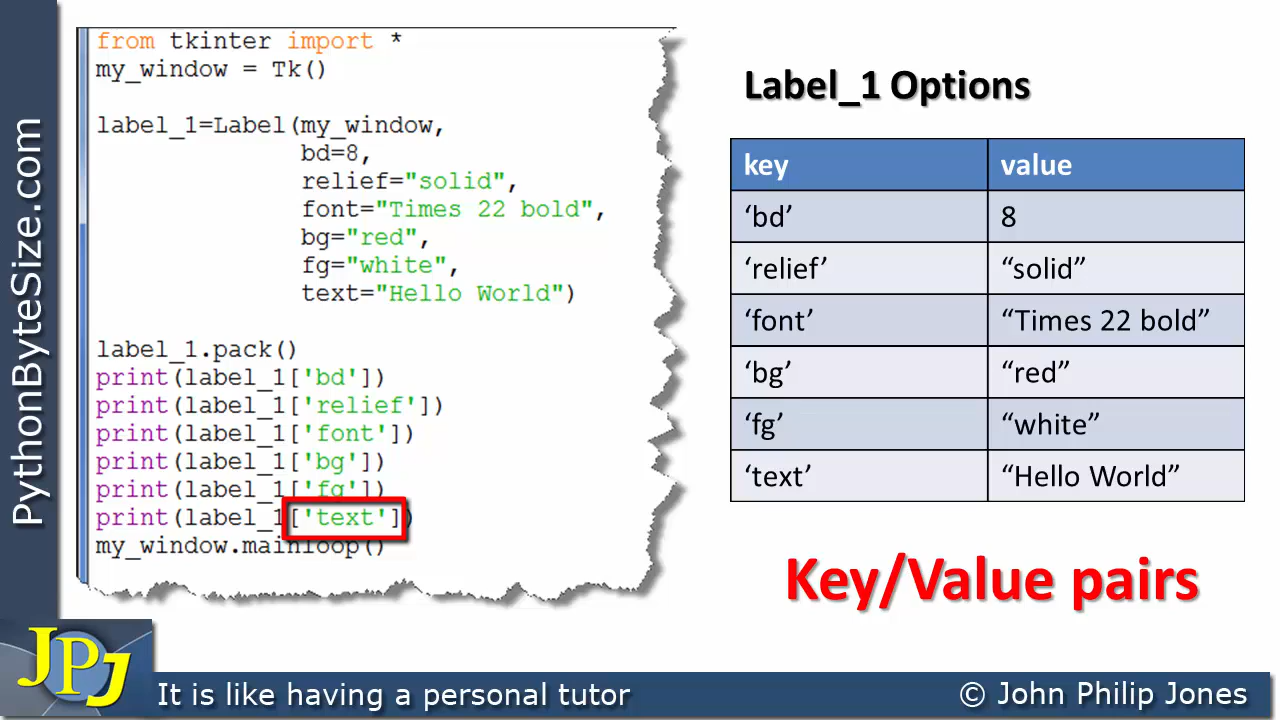 PythonByteSize.com
from tkinter import *
my_window = Tk()
label_1=Label(my_window,
bd=8,
relief="solid",
font="Times 22 bold",
bg="red",
fg="white",
text="Hello World")
label_1.pack()
print(label_1['bd'])
print(label_1['relief'])
print(label_1['font'])
print(label_1['bg'])
print(label_1['fg'])
print(label_1['text'])
my_window.mainloop()
Label_1 Options
key value
‘bd’ 8
‘relief’ “solid”
‘font’ “Times 22 bold”
‘bg’ “red”
‘fg’ “white”
‘text’ “Hello World”
Key/Value pairs
JPJ
It is like having a personal tutor
© John Philip Jones